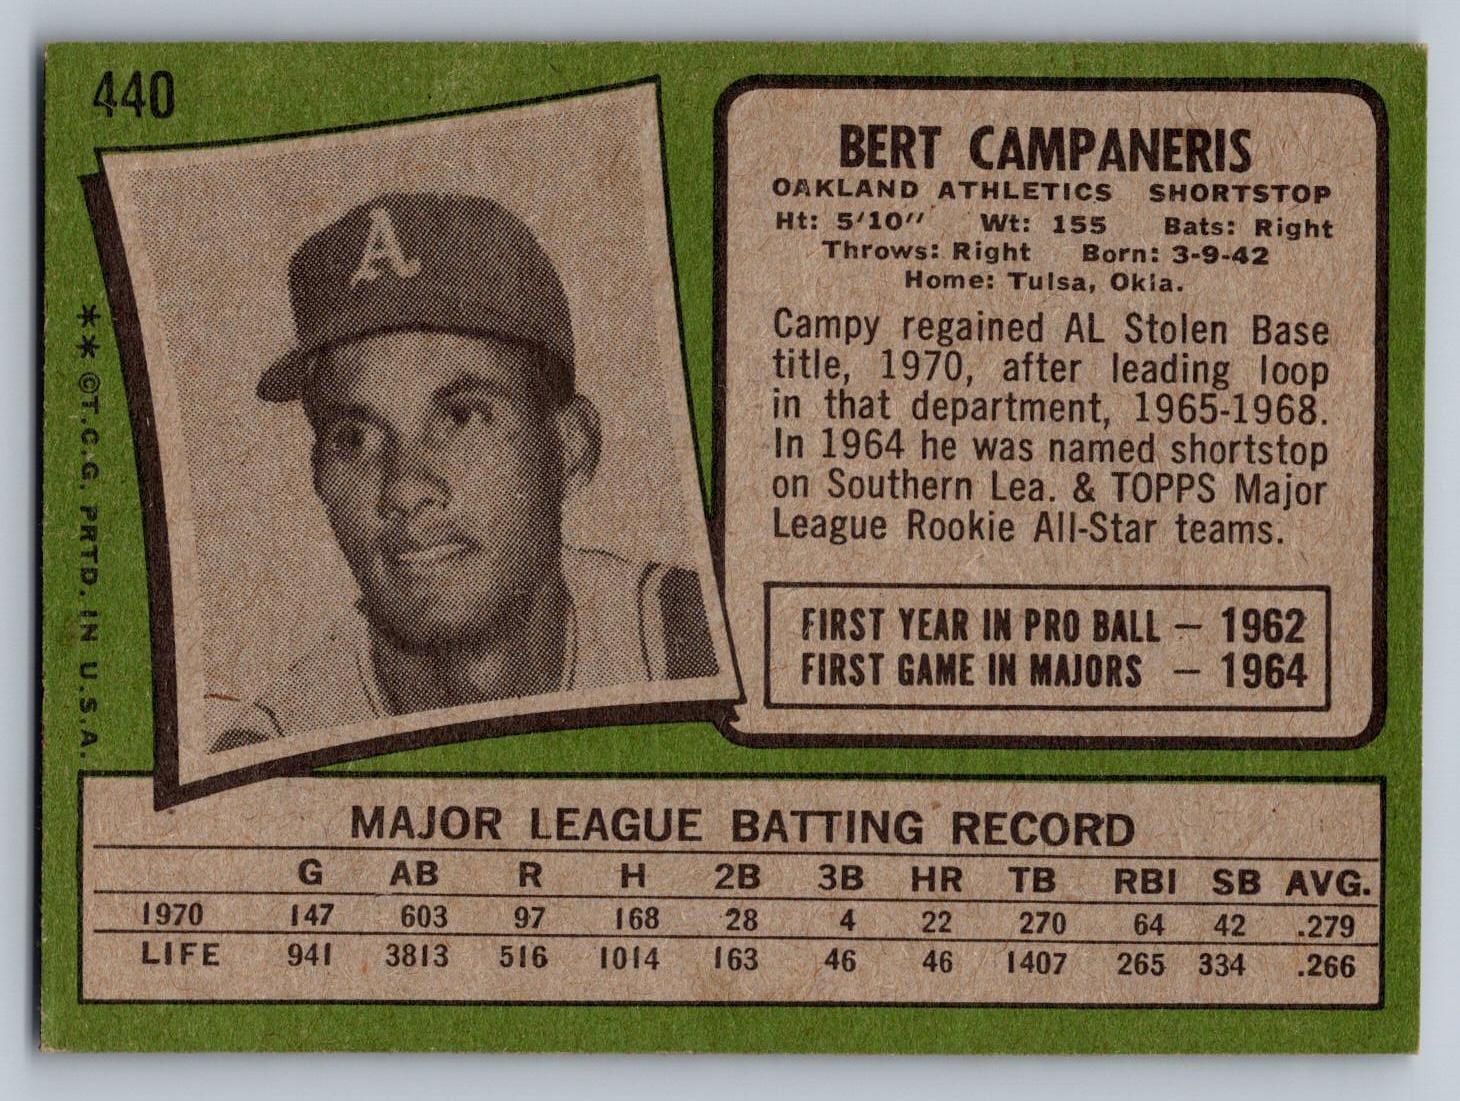 440
BERT CAMPANERIS
OAKLAND ATHLETICS SHORTSTOP
Ht: 5'10" Wt: 155 Bats: Right
Throws: Right Born: 3-9-42
Home: Tulsa, Okla.
Campy regained AL Stolen Base
title, 1970, after leading loop
in that department, 1965-1968.
In 1964 he was named shortstop
on Southern Lea. & TOPPS Major
League Rookie All-Star teams.
FIRST YEAR IN PRO BALL — 1962
FIRST GAME IN MAJORS — 1964
A
** ©T.C.G. PRTD. IN U.S.A.
MAJOR LEAGUE BATTING RECORD
G AB R H 2B 3B HR TB RBI SB AVG.
1970 147 603 97 168 28 4 22 270 64 42 .279
LIFE 941 3813 516 1014 163 46 46 1407 265 334 .266